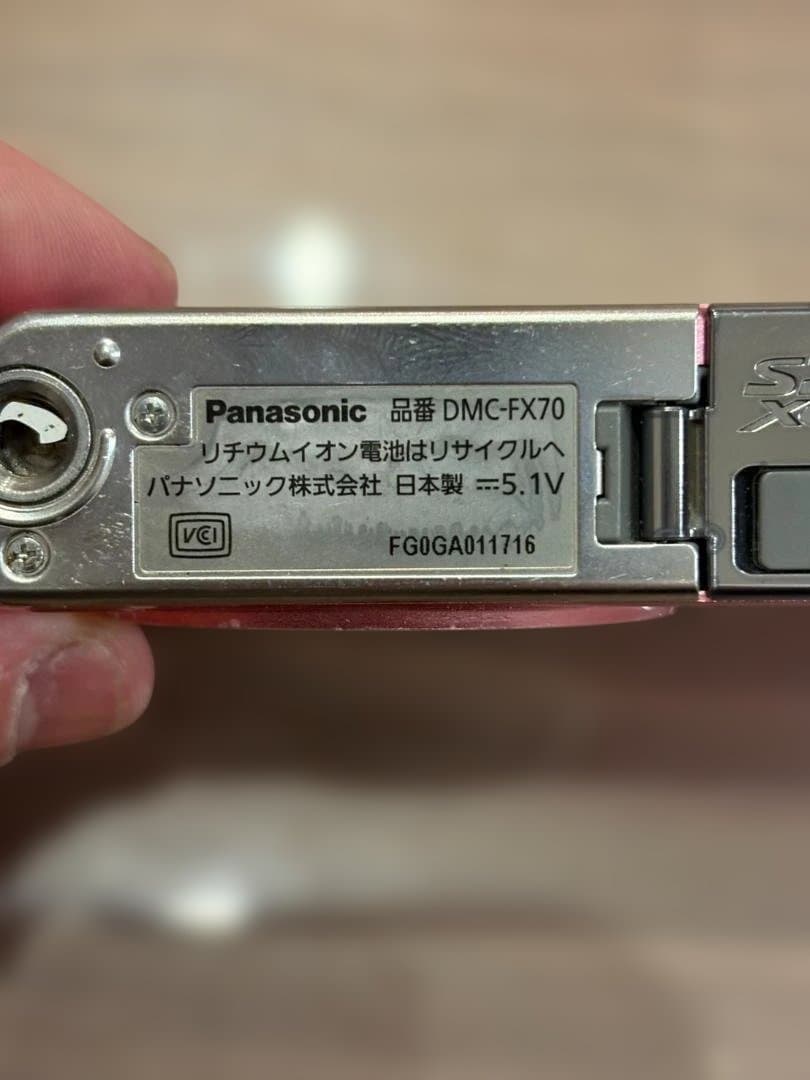 Panasonic 品番 DMC-FX70
リチウムイオン電池はリサイクルへ
パナソニック株式会社 日本製 ⎓5.1V
VCI
FG0GA011716